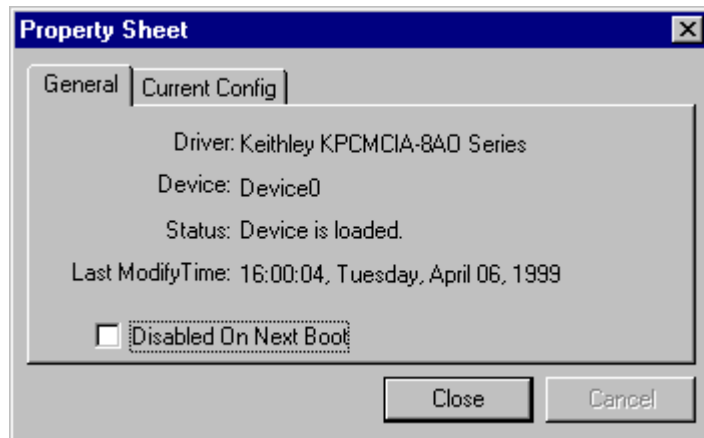 Property Sheet
General Current Config
Driver: Keithley KPCMCIA-8AO Series
Device: Device0
Status: Device is loaded.
Last ModifyTime: 16:00:04, Tuesday, April 06, 1999
Disabled On Next Boot
Close Cancel